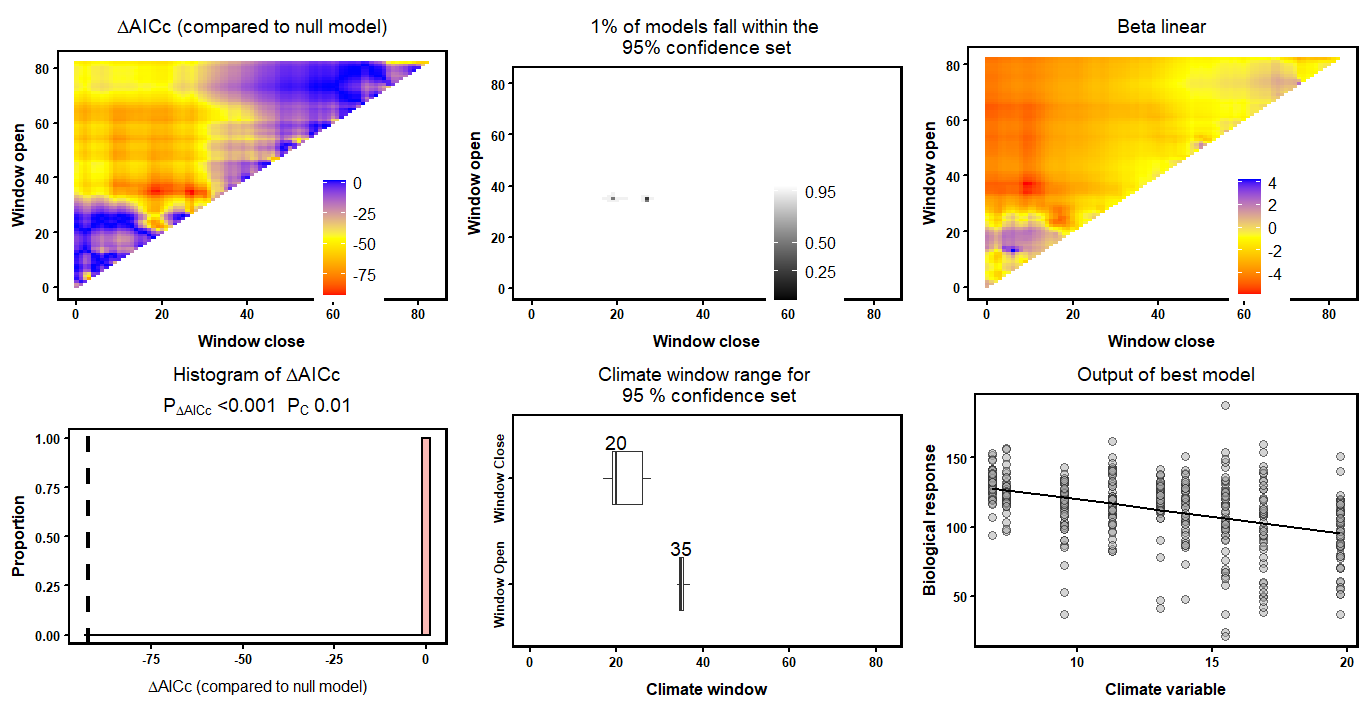 ΔAICc (compared to null model)
Window open
80
60
40
20
0
0
-25
-50
-75
0
20
40
60
80
Window close
1% of models fall within the
95% confidence set
Window open
80
60
40
20
0
0.95
0.50
0.25
0
20
40
60
80
Window close
Beta linear
Window open
80
60
40
20
0
4
2
0
-2
-4
0
20
40
60
80
Window close
Histogram of ΔAICc
PΔAICc <0.001 PC 0.01
Proportion
1.00
0.75
0.50
0.25
0.00
-75
-50
-25
0
ΔAICc (compared to null model)
Climate window range for
95 % confidence set
Window Close
Window Open
20
35
0
20
40
60
80
Climate window
Output of best model
Biological response
150
100
50
10
15
20
Climate variable